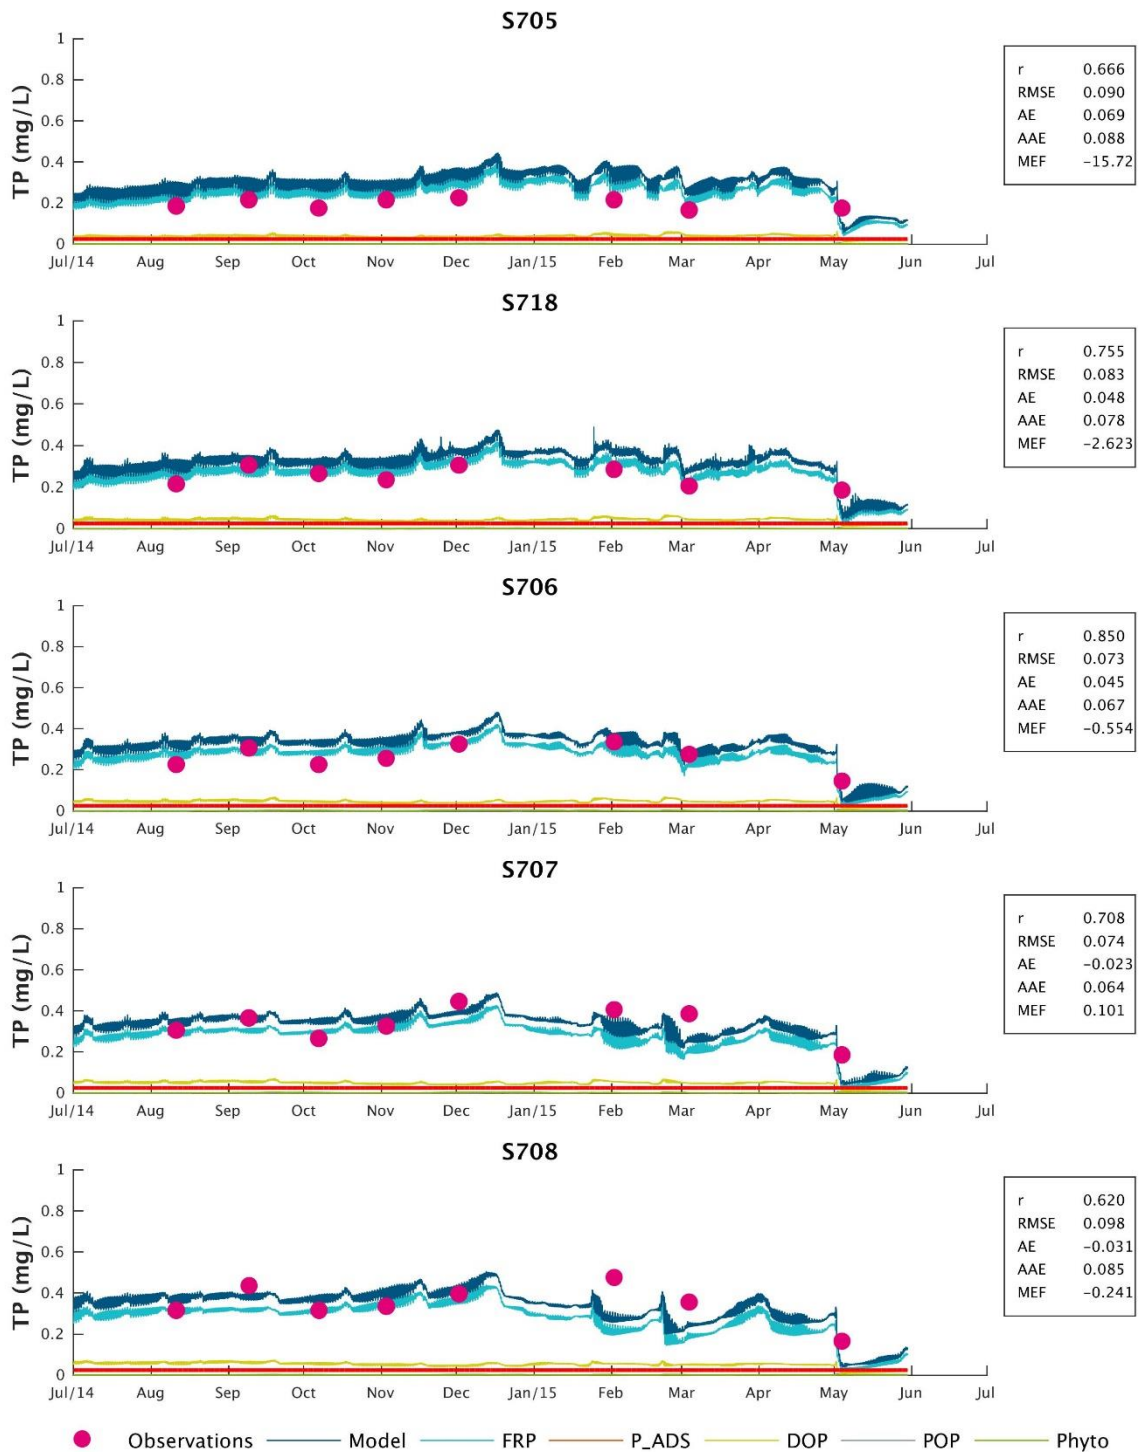 S705
TP (mg/L)
1
0.8
0.6
0.4
0.2
0
Jul/14 Aug Sep Oct Nov Dec Jan/15 Feb Mar Apr May Jun Jul
r 0.666
RMSE 0.090
AE 0.069
AAE 0.088
MEF -15.72
S718
TP (mg/L)
1
0.8
0.6
0.4
0.2
0
Jul/14 Aug Sep Oct Nov Dec Jan/15 Feb Mar Apr May Jun Jul
r 0.755
RMSE 0.083
AE 0.048
AAE 0.078
MEF -2.623
S706
TP (mg/L)
1
0.8
0.6
0.4
0.2
0
Jul/14 Aug Sep Oct Nov Dec Jan/15 Feb Mar Apr May Jun Jul
r 0.850
RMSE 0.073
AE 0.045
AAE 0.067
MEF -0.554
S707
TP (mg/L)
1
0.8
0.6
0.4
0.2
0
Jul/14 Aug Sep Oct Nov Dec Jan/15 Feb Mar Apr May Jun Jul
r 0.708
RMSE 0.074
AE -0.023
AAE 0.064
MEF 0.101
S708
TP (mg/L)
1
0.8
0.6
0.4
0.2
0
Jul/14 Aug Sep Oct Nov Dec Jan/15 Feb Mar Apr May Jun Jul
r 0.620
RMSE 0.098
AE -0.031
AAE 0.085
MEF -0.241
Observations Model FRP P_ADS DOP POP Phyto